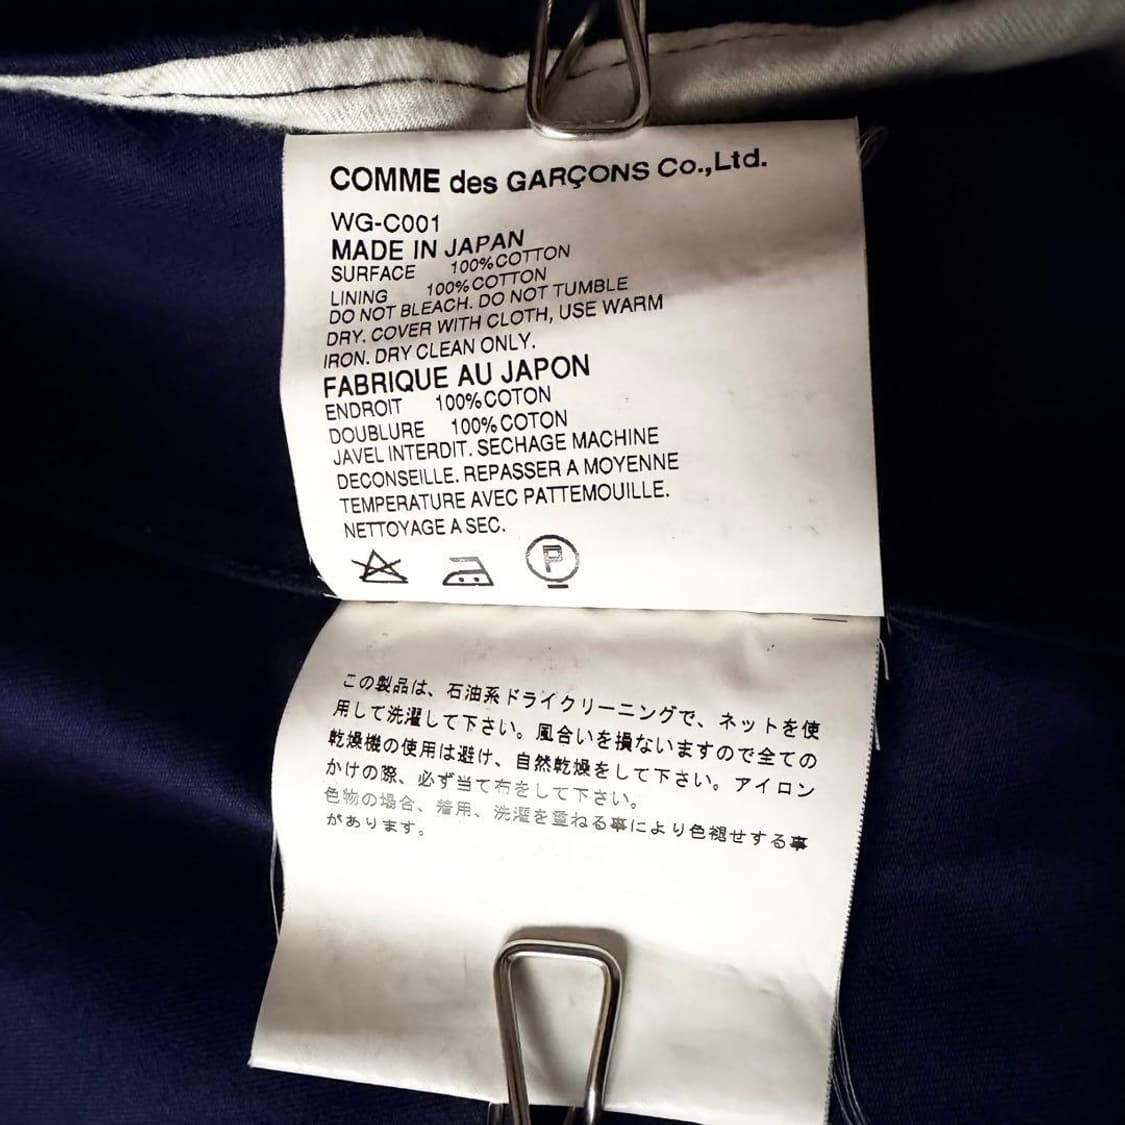 COMME des GARÇONS Co.,Ltd.
WG-C001
MADE IN JAPAN
SURFACE 100%COTTON
LINING 100%COTTON
DO NOT BLEACH. DO NOT TUMBLE
DRY. COVER WITH CLOTH, USE WARM
IRON. DRY CLEAN ONLY.
FABRIQUE AU JAPON
ENDROIT 100%COTON
DOUBLURE 100%COTON
JAVEL INTERDIT. SECHAGE MACHINE
DECONSEILLE. REPASSER A MOYENNE
TEMPERATURE AVEC PATTEMOUILLE.
NETTOYAGE A SEC.
P
この製品は、石油系ドライクリーニングで、ネットを使
用して洗濯して下さい。風合いを損ないますので全ての
乾燥機の使用は避け、自然乾燥をして下さい。アイロン
かけの際、必ず当て布をして下さい。
色物の場合、着用、洗濯を重ねる事により色褪せする事
があります。